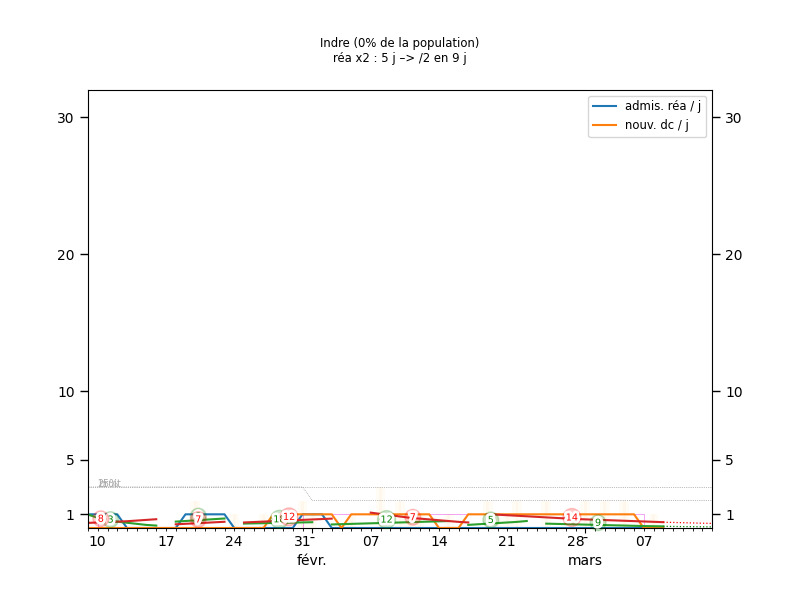 Indre (0% de la population)
réa x2 : 5 j –> /2 en 9 j
admis. réa / j
nouv. dc / j
30 30
20 20
10 10
5 5
1 1
8 7 12 12 7 5 14 9
10 17 24 31 07 14 21 28 07
févr. mars